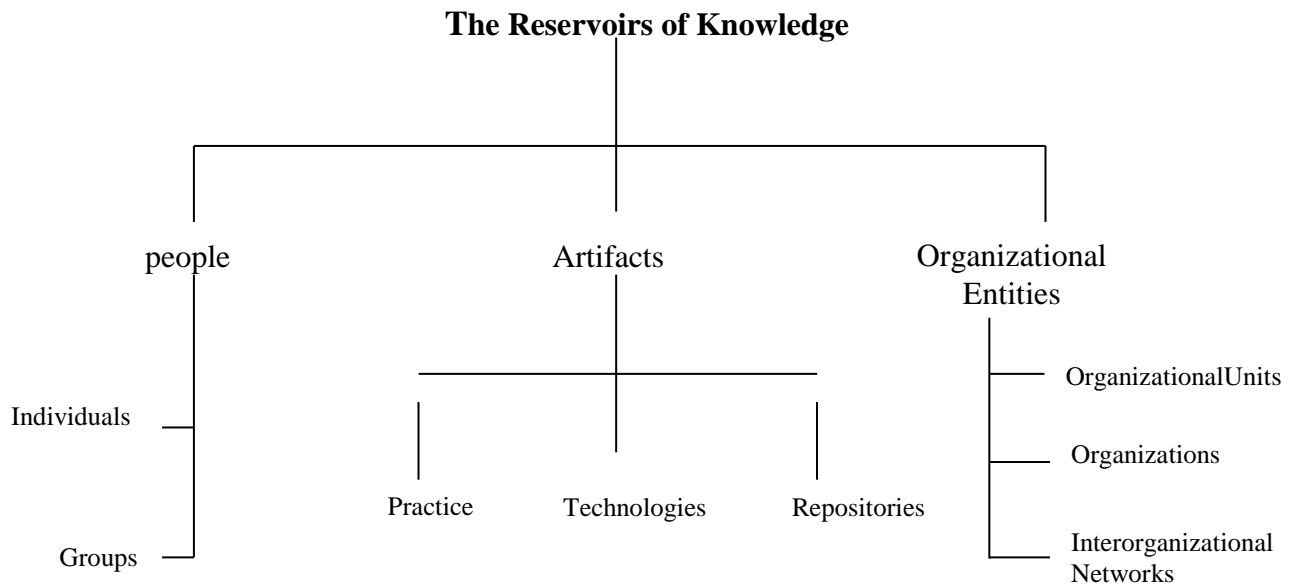 The Reservoirs of Knowledge
people
Artifacts
Organizational
Entities
Individuals
Groups
Practice
Technologies
Repositories
OrganizationalUnits
Organizations
Interorganizational
Networks